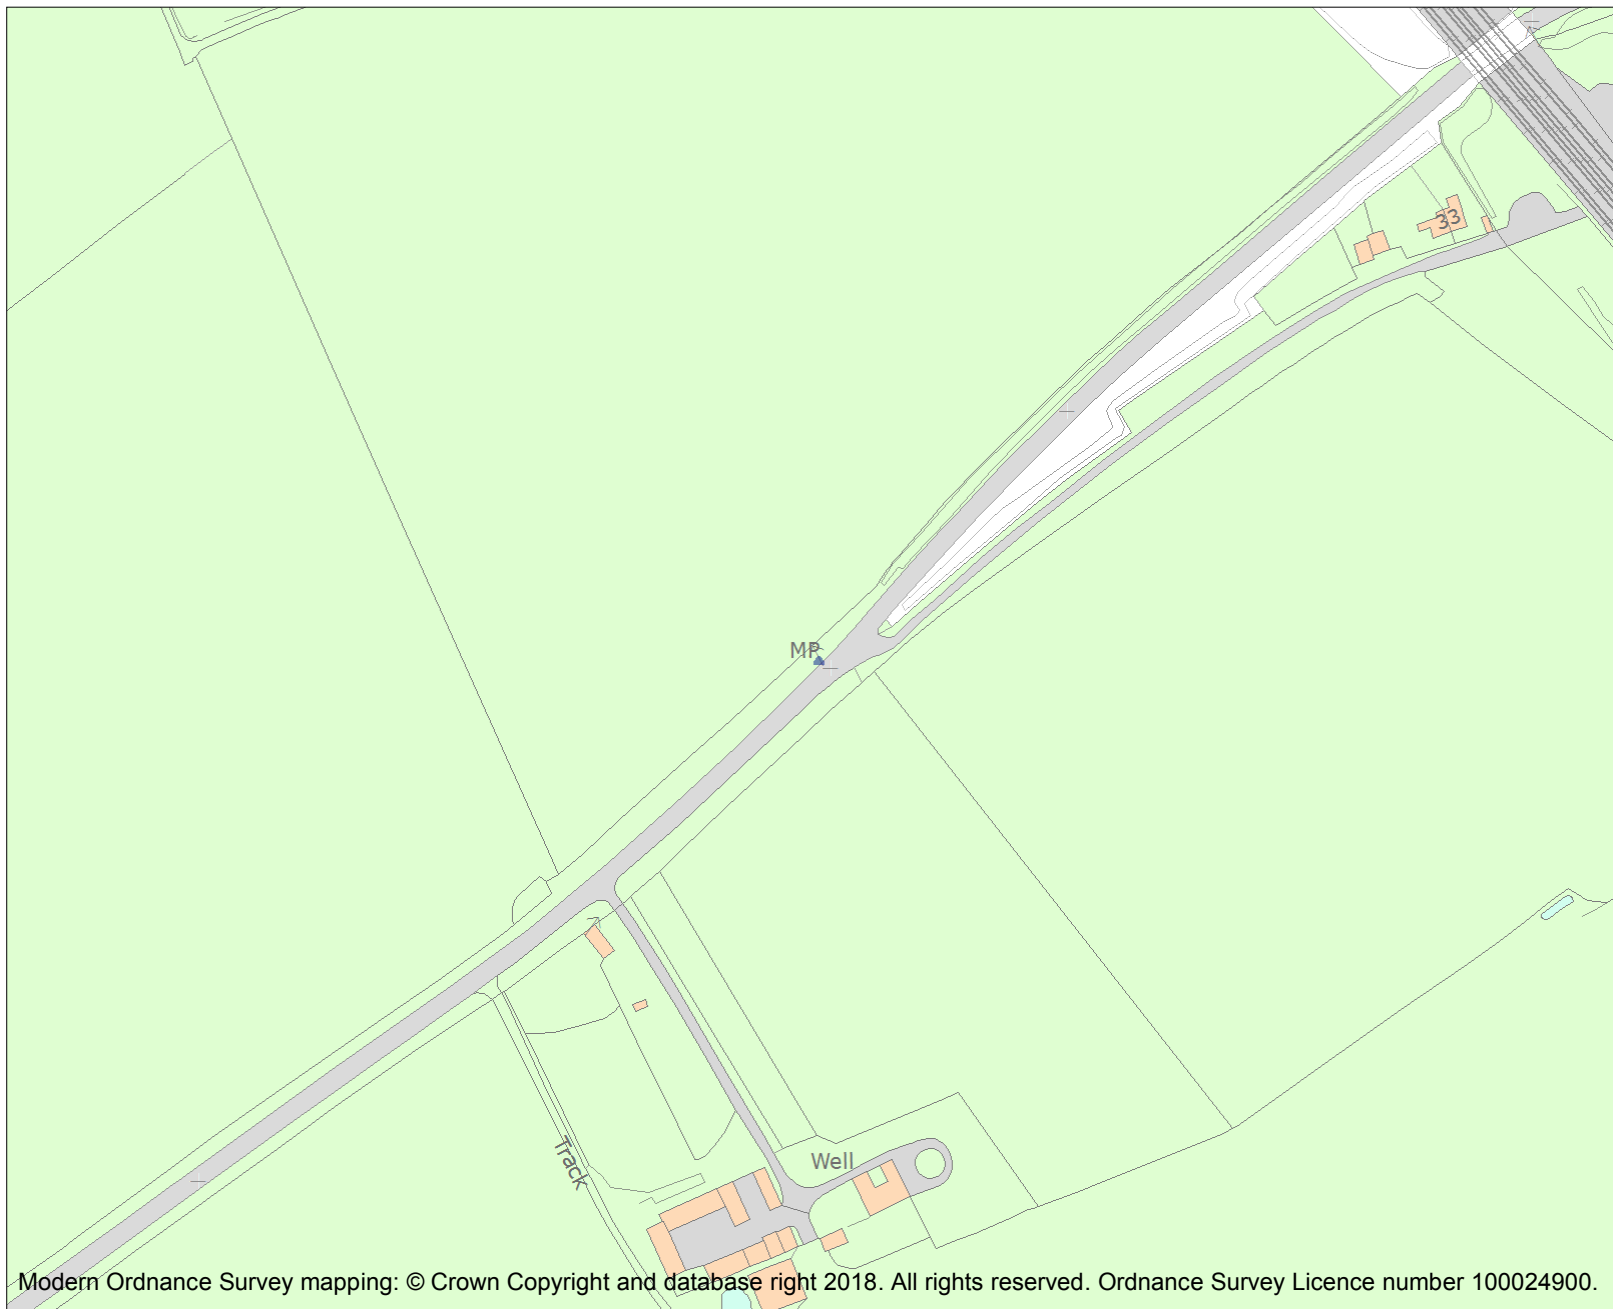 33
MP
Well
Track
Modern Ordnance Survey mapping: © Crown Copyright and database right 2018. All rights reserved. Ordnance Survey Licence number 100024900.